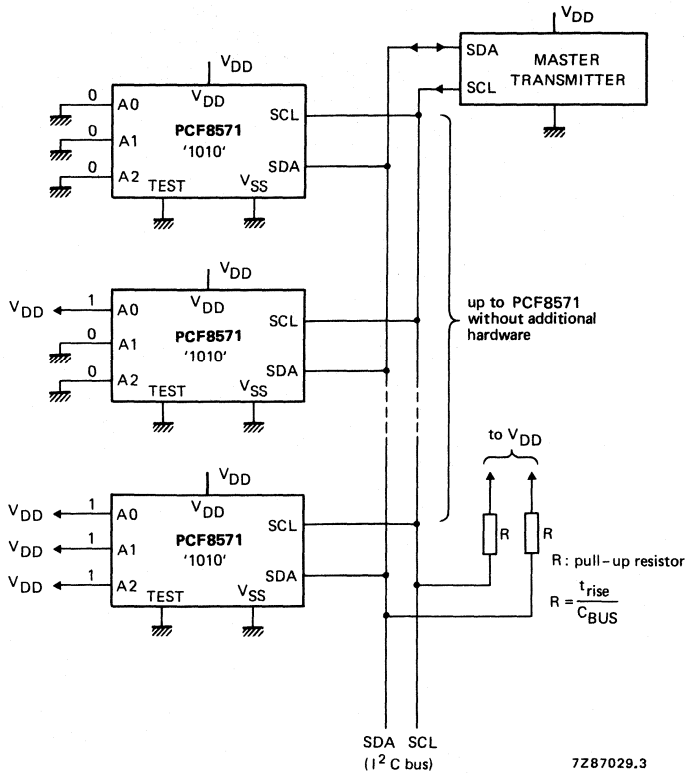 VDD
SDA
MASTER
TRANSMITTER
SCL
VDD
0 A0
VDD
SCL
PCF8571
'1010'
0 A1
SDA
0 A2
TEST
VSS
VDD
VDD 1 A0
VDD
SCL
PCF8571
'1010'
0 A1
SDA
0 A2
TEST
VSS
up to PCF8571
without additional
hardware
to VDD
VDD
VDD 1 A0
VDD
SCL
PCF8571
'1010'
VDD 1 A1
SDA
VDD 1 A2
TEST
VSS
R
R
R : pull-up resistor
R = trise
CBUS
SDA SCL
(I2C bus)
7Z87029.3